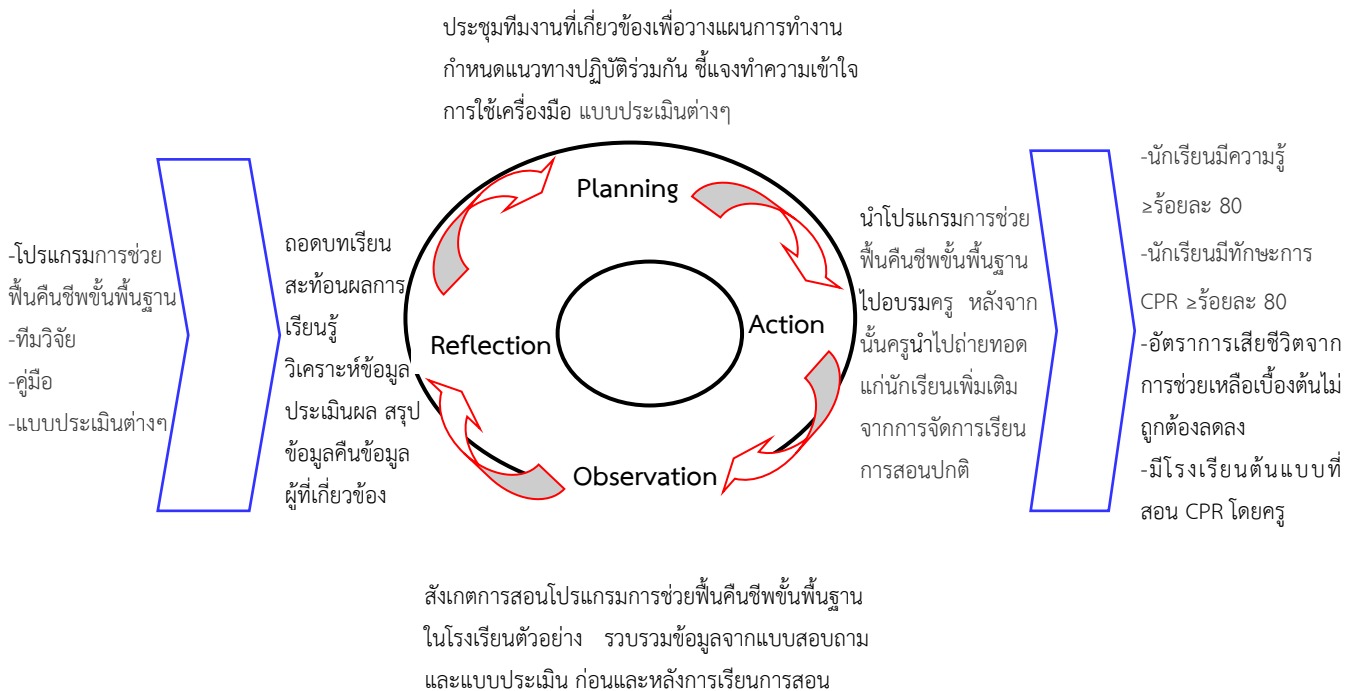 ประชุมทีมงานที่เกี่ยวข้องเพื่อวางแผนการทำงาน
กำหนดแนวทางปฏิบัติร่วมกัน ชี้แจงทำความเข้าใจ
การใช้เครื่องมือ แบบประเมินต่างๆ
-โปรแกรมการช่วย
ฟื้นคืนชีพขั้นพื้นฐาน
-ทีมวิจัย
-คู่มือ
-แบบประเมินต่างๆ
ถอดบทเรียน
สะท้อนผลการ
เรียนรู้
วิเคราะห์ข้อมูล
ประเมินผล สรุป
ข้อมูลคืนข้อมูล
ผู้ที่เกี่ยวข้อง
Planning
Action
Reflection
Observation
นำโปรแกรมการช่วย
ฟื้นคืนชีพขั้นพื้นฐาน
ไปอบรมครู หลังจาก
นั้นครูนำไปถ่ายทอด
แก่นักเรียนเพิ่มเติม
จากการจัดการเรียน
การสอนปกติ
-นักเรียนมีความรู้
≥ร้อยละ 80
-นักเรียนมีทักษะการ
CPR ≥ร้อยละ 80
-อัตราการเสียชีวิตจาก
การช่วยเหลือเบื้องต้นไม่
ถูกต้องลดลง
-มีโรงเรียนต้นแบบที่
สอน CPR โดยครู
สังเกตการสอนโปรแกรมการช่วยฟื้นคืนชีพขั้นพื้นฐาน
ในโรงเรียนตัวอย่าง รวบรวมข้อมูลจากแบบสอบถาม
และแบบประเมิน ก่อนและหลังการเรียนการสอน